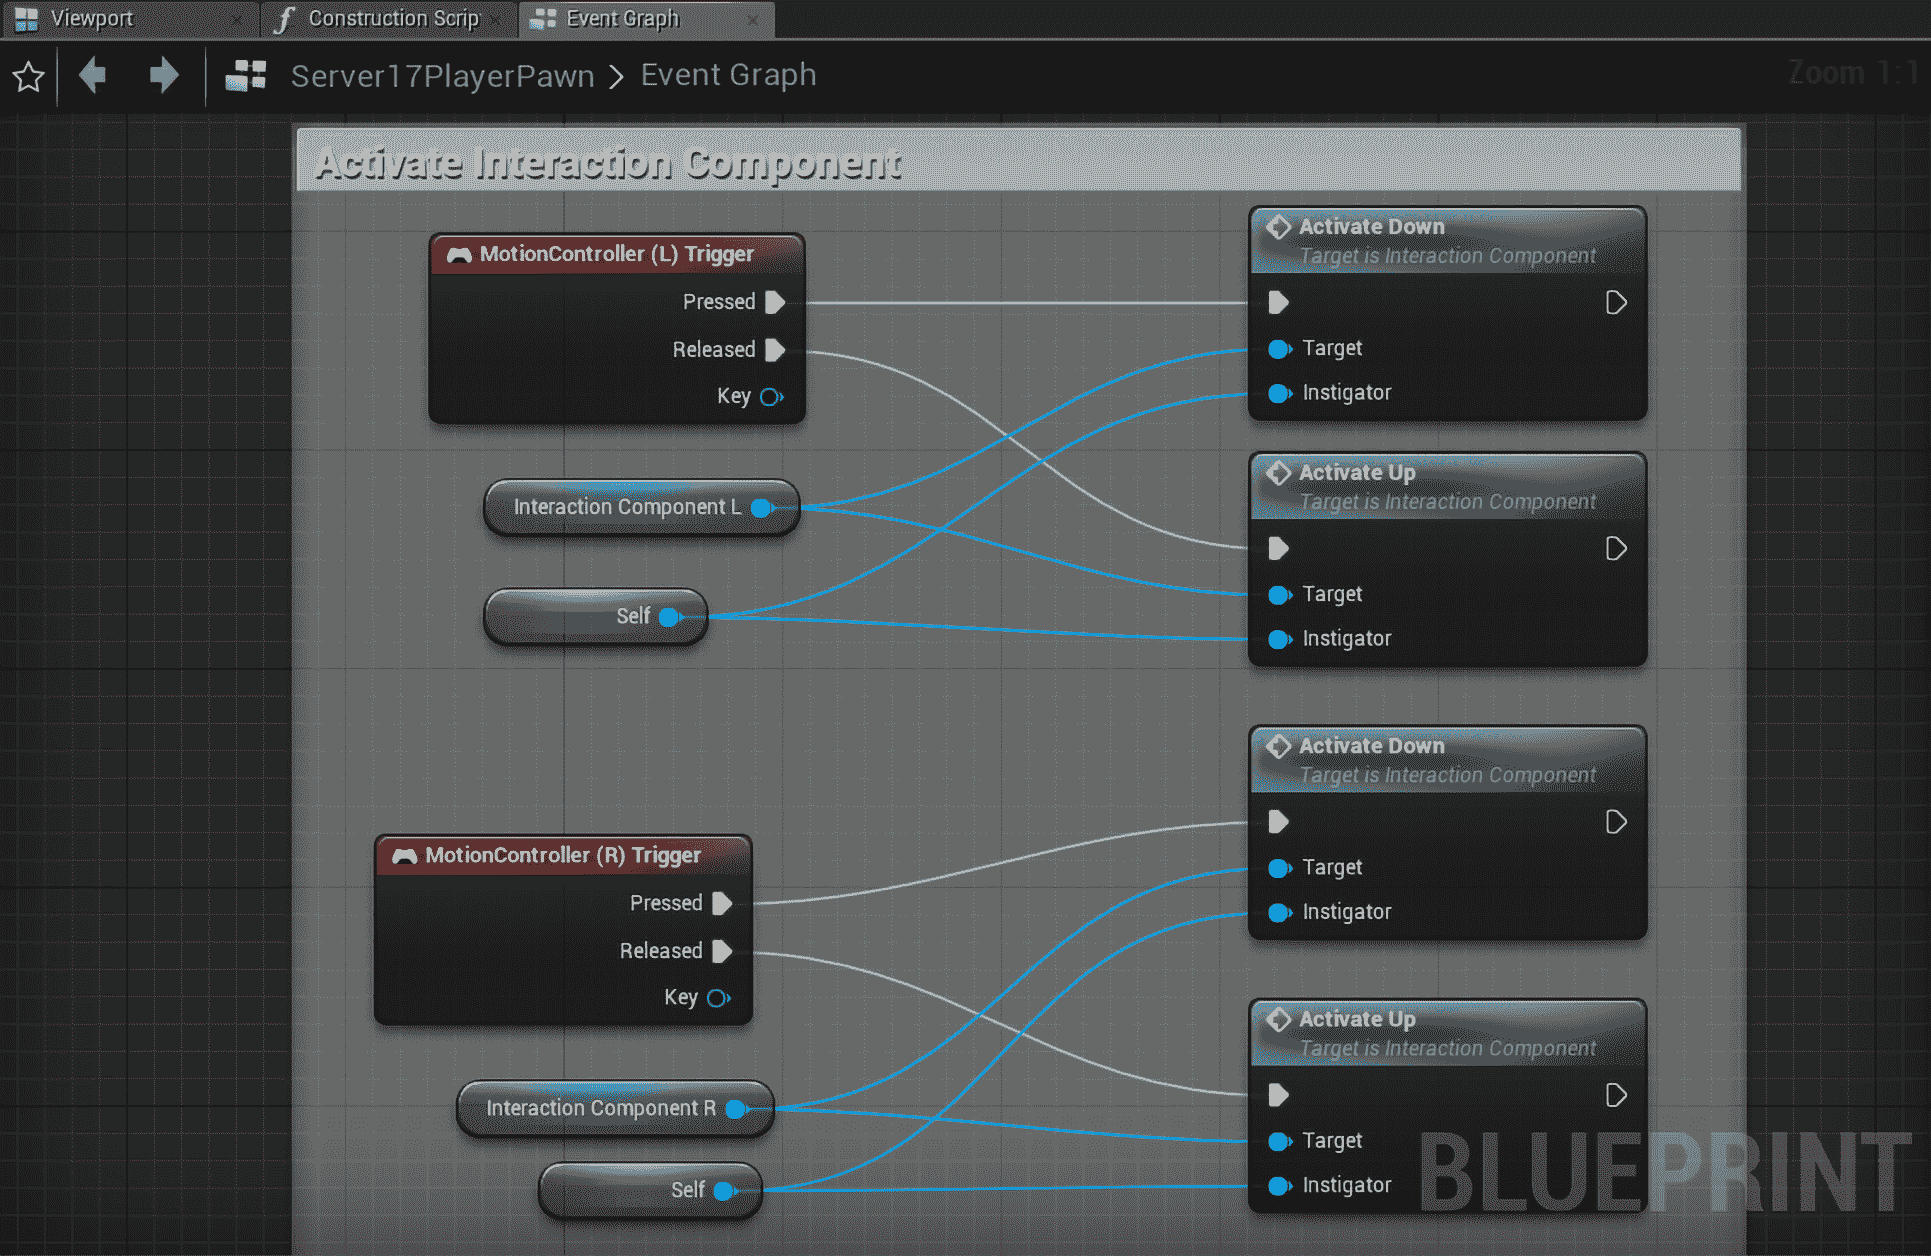 Viewport
Construction Scrip
Event Graph
Server17PlayerPawn > Event Graph
Zoom 1:1
Activate Interaction Component
MotionController (L) Trigger
Pressed
Released
Key
Interaction Component L
Self
Activate Down
Target is Interaction Component
Target
Instigator
Activate Up
Target is Interaction Component
Target
Instigator
MotionController (R) Trigger
Pressed
Released
Key
Interaction Component R
Self
Activate Down
Target is Interaction Component
Target
Instigator
Activate Up
Target is Interaction Component
Target
Instigator
BLUEPRINT